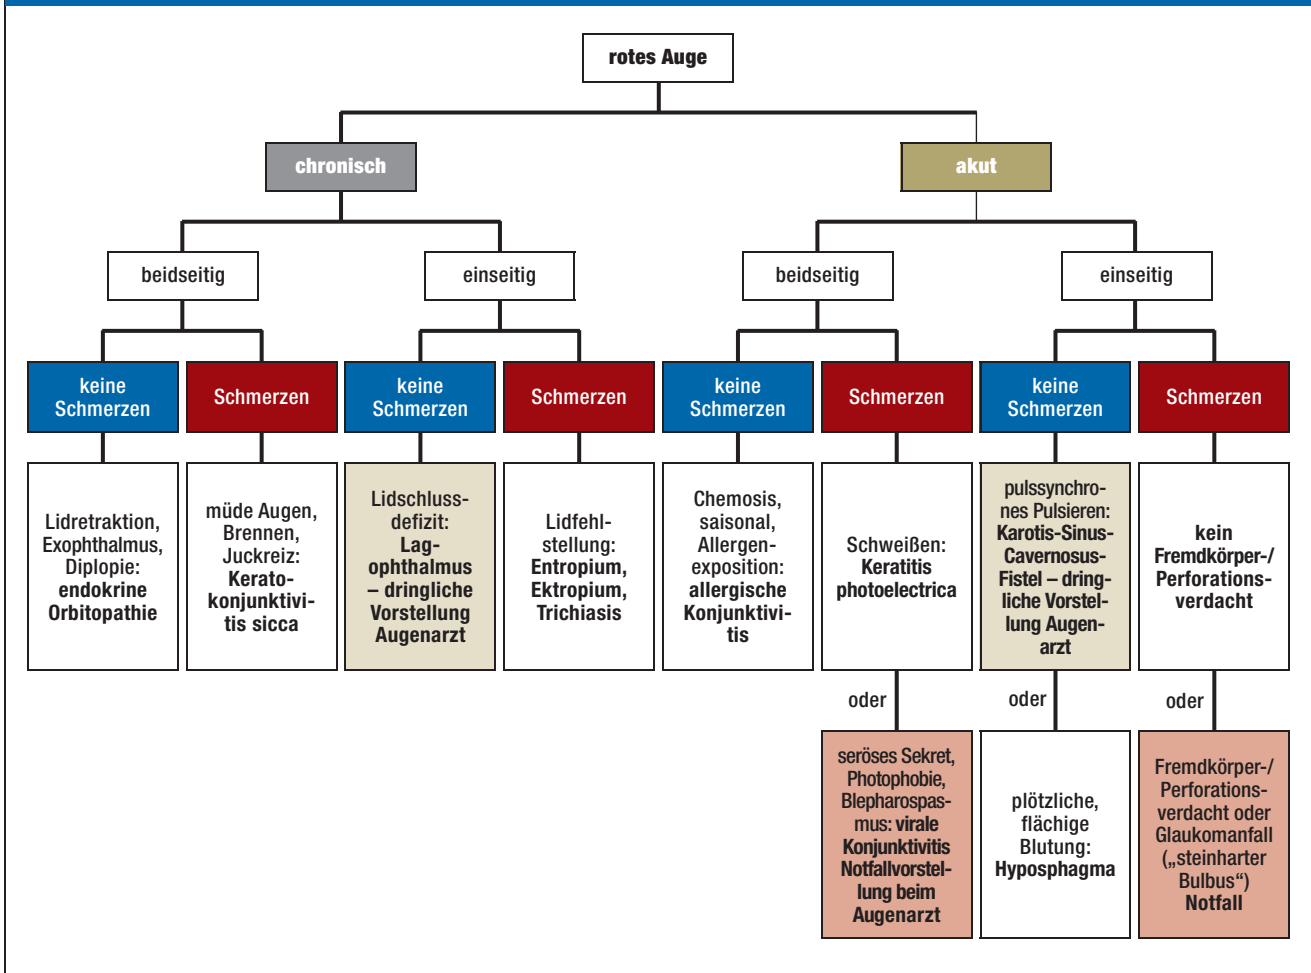 rotes Auge
chronisch
akut
beidseitig
einseitig
beidseitig
einseitig
keine
Schmerzen
Schmerzen
keine
Schmerzen
Schmerzen
keine
Schmerzen
Schmerzen
keine
Schmerzen
Schmerzen
Lidretraktion,
Exophthalmus,
Diplopie:
endokrine
Orbitopathie
müde Augen,
Brennen,
Juckreiz:
Kerato-
konjunktivi-
tis sicca
Lidschluss-
defizit:
Lag-
ophthalmus
– dringliche
Vorstellung
Augenarzt
Lidfehl-
stellung:
Entropium,
Ektropium,
Trichiasis
Chemosis,
saisonal,
Allergen-
exposition:
allergische
Konjunktivi-
tis
Schweißen:
Keratitis
photoelectrica
pulssynchro-
nes Pulsieren:
Karotis-Sinus-
Cavernosus-
Fistel – dring-
liche Vorstel-
lung Augen-
arzt
kein
Fremdkörper-/
Perforations-
verdacht
oder
oder
oder
seröses Sekret,
Photophobie,
Blepharospas-
mus: virale
Konjunktivitis
Notfallvorstel-
lung beim
Augenarzt
plötzliche,
flächige
Blutung:
Hyposphagma
Fremdkörper-/
Perforations-
verdacht oder
Glaukomanfall
(„steinharter
Bulbus“)
Notfall